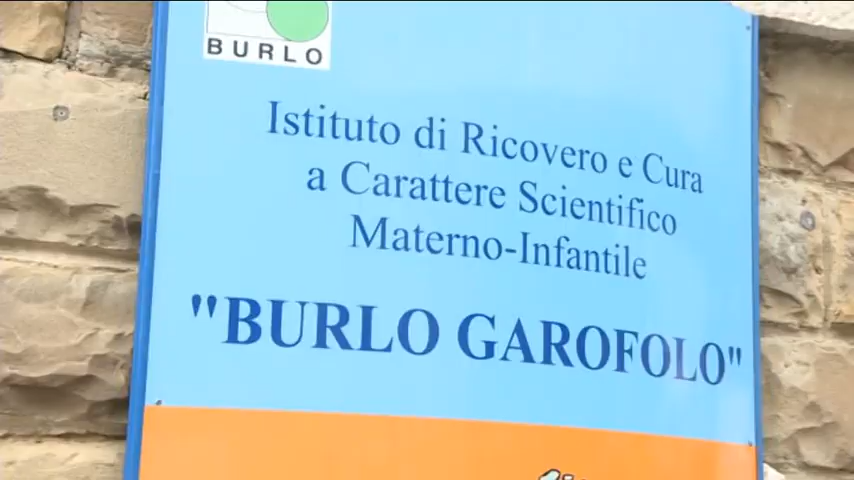 BURLO
Istituto di Ricovero e Cura
a Carattere Scientifico
Materno-Infantile
"BURLO GAROFOLO"